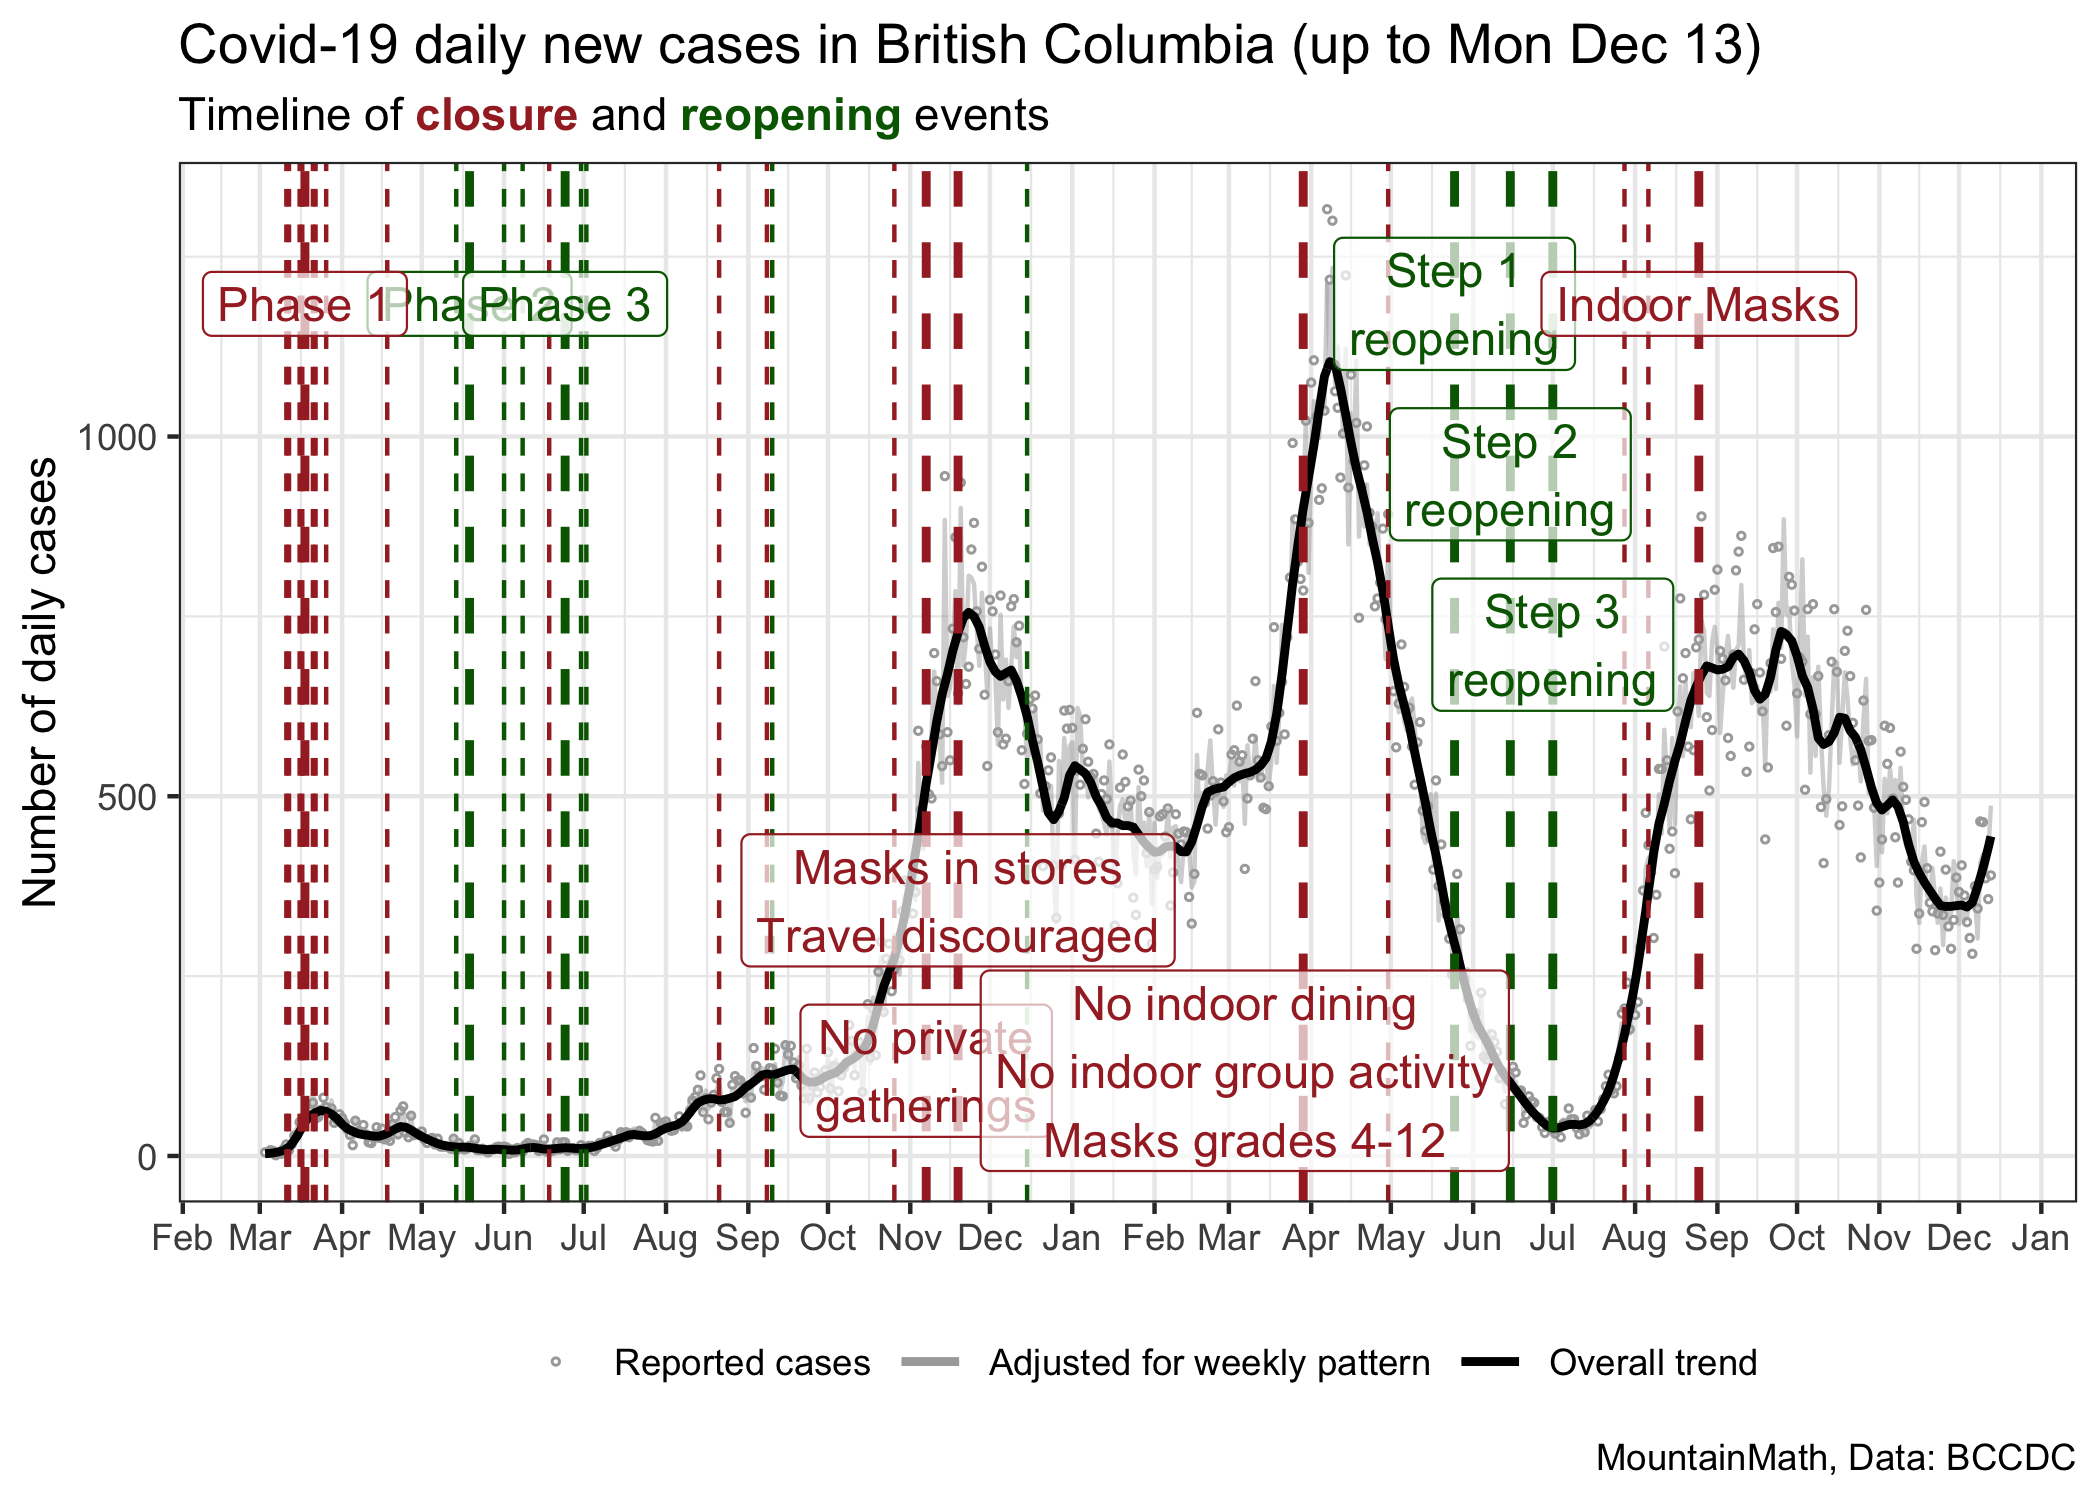 Covid-19 daily new cases in British Columbia (up to Mon Dec 13)
Timeline of closure and reopening events
Number of daily cases
1000
500
0
Phase 1
Phase 2
Phase 3
Step 1
reopening
Indoor Masks
Step 2
reopening
Step 3
reopening
Masks in stores
Travel discouraged
No private
gatherings
No indoor dining
No indoor group activity
Masks grades 4-12
Feb Mar Apr May Jun Jul Aug Sep Oct Nov Dec Jan Feb Mar Apr May Jun Jul Aug Sep Oct Nov Dec Jan
Reported cases Adjusted for weekly pattern Overall trend
MountainMath, Data: BCCDC